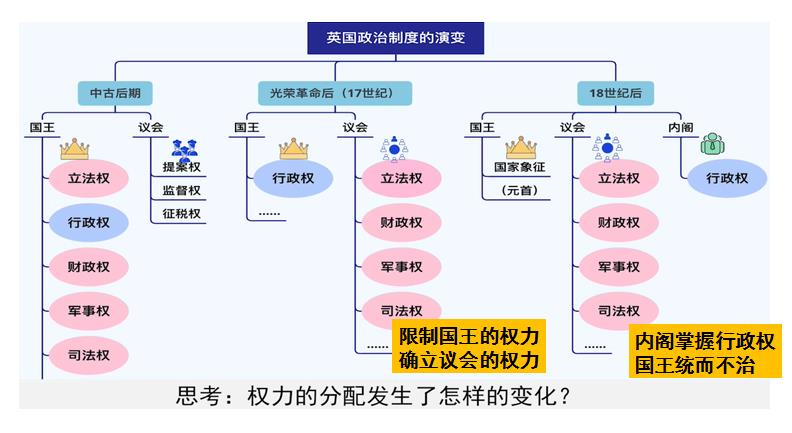 英国政治制度的演变
中古后期
国王
立法权
行政权
财政权
军事权
司法权
议会
提案权
监督权
征税权
光荣革命后（17世纪）
国王
行政权
......
议会
立法权
财政权
军事权
司法权
......
限制国王的权力
确立议会的权力
18世纪后
国王
国家象征
（元首）
议会
立法权
财政权
军事权
司法权
......
内阁
行政权
内阁掌握行政权
国王统而不治
思考：权力的分配发生了怎样的变化？